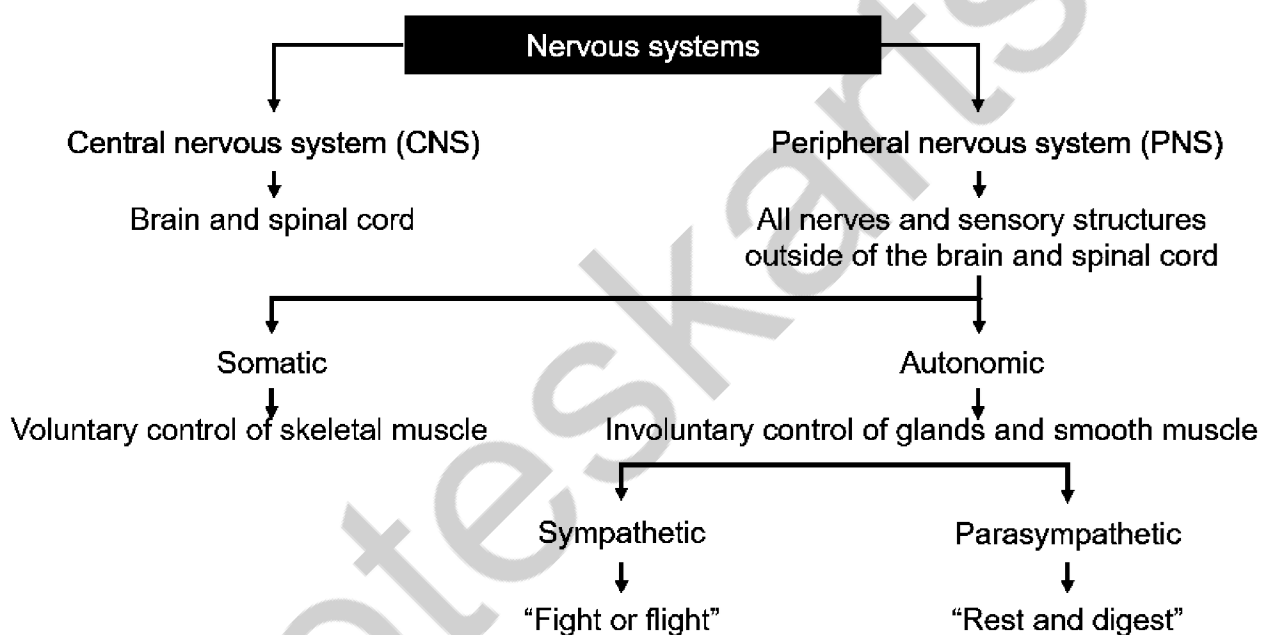 Nervous systems
Central nervous system (CNS)
Peripheral nervous system (PNS)
Brain and spinal cord
All nerves and sensory structures
outside of the brain and spinal cord
Somatic
Autonomic
Voluntary control of skeletal muscle
Involuntary control of glands and smooth muscle
Sympathetic
Parasympathetic
“Fight or flight”
“Rest and digest”
oteskarts